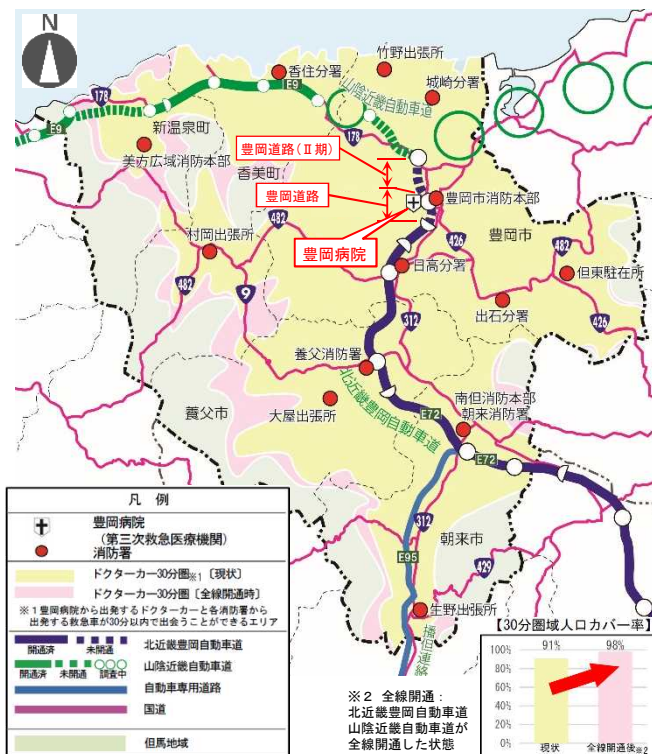 N
竹野出張所
香住分署
城崎分署
山陰近畿自動車道
E9
178
E9
新温泉町
178
美方広域消防本部
香美町
豊岡道路(Ⅱ期)
豊岡道路
豊岡市消防本部
482
豊岡病院
426
豊岡市
村岡出張所
482
482
9
日高分署
但東駐在所
出石分署
312
426
養父消防署
北近畿豊岡自動車道
養父市
大屋出張所
南但消防本部
朝来消防署
E72
E72
312
朝来市
E95
429
生野出張所
播但連路
凡 例
豊岡病院
(第三次救急医療機関)
消防署
ドクターカー30分圏※1［現状］
ドクターカー30分圏［全線開通時］
※1豊岡病院から出発するドクターカーと各消防署から
出発する救急車が30分以内で出会うことができるエリア
北近畿豊岡自動車道
開通済 未開通
山陰近畿自動車道
開通済 未開通 調査中
自動車専用道路
国道
但馬地域
※2 全線開通：
北近畿豊岡自動車道
山陰近畿自動車道が
全線開通した状態
【30分圏域人口カバー率】
91% 98%
100%
80%
60%
40%
20%
0%
現状 全線開通後※2